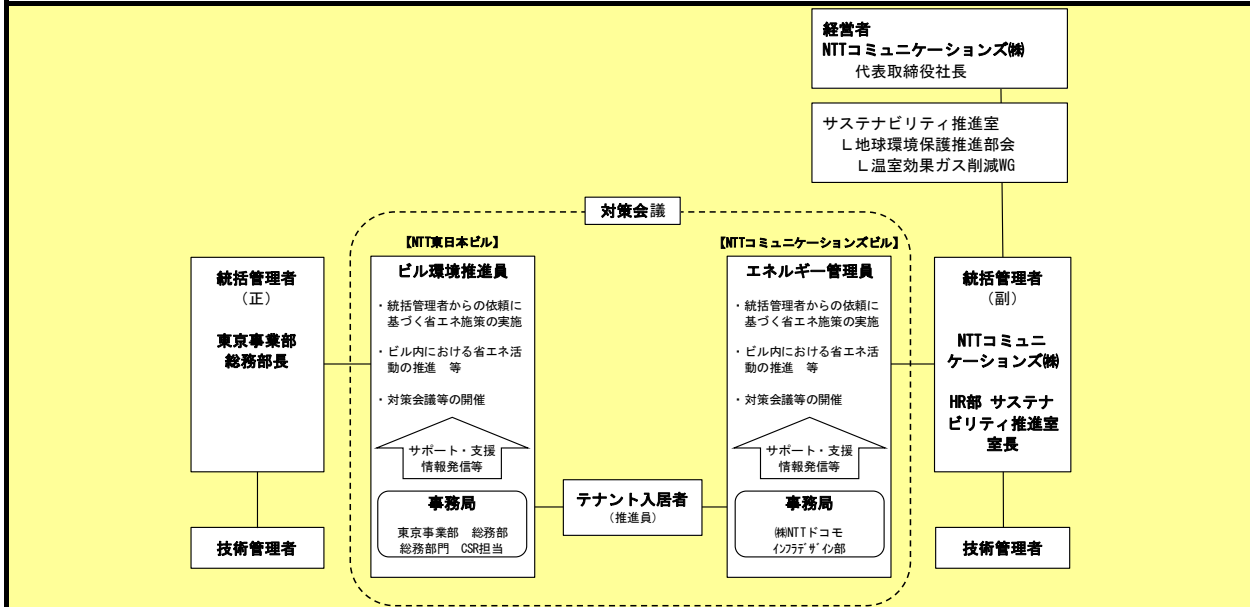 経営者
NTTコミュニケーションズ㈱
代表取締役社長
サステナビリティ推進室
L地球環境保護推進部会
L温室効果ガス削減WG
対策会議
【NTT東日本ビル】
【NTTコミュニケーションズビル】
統括管理者
（正）
東京事業部
総務部長
ビル環境推進員
・統括管理者からの依頼に
基づく省エネ施策の実施
・ビル内における省エネ活
動の推進　等
・対策会議等の開催
サポート・支援
情報発信等
事務局
東京事業部　総務部
総務部門　CSR担当
テナント入居者
（推進員）
エネルギー管理員
・統括管理者からの依頼に
基づく省エネ施策の実施
・ビル内における省エネ活
動の推進　等
・対策会議等の開催
サポート・支援
情報発信等
事務局
㈱NTTドコモ
ｲﾝﾌﾗﾃﾞｻﾞｲﾝ部
統括管理者
（副）
NTTコミュニ
ケーションズ㈱
HR部 サステナ
ビリティ推進室
室長
技術管理者
技術管理者